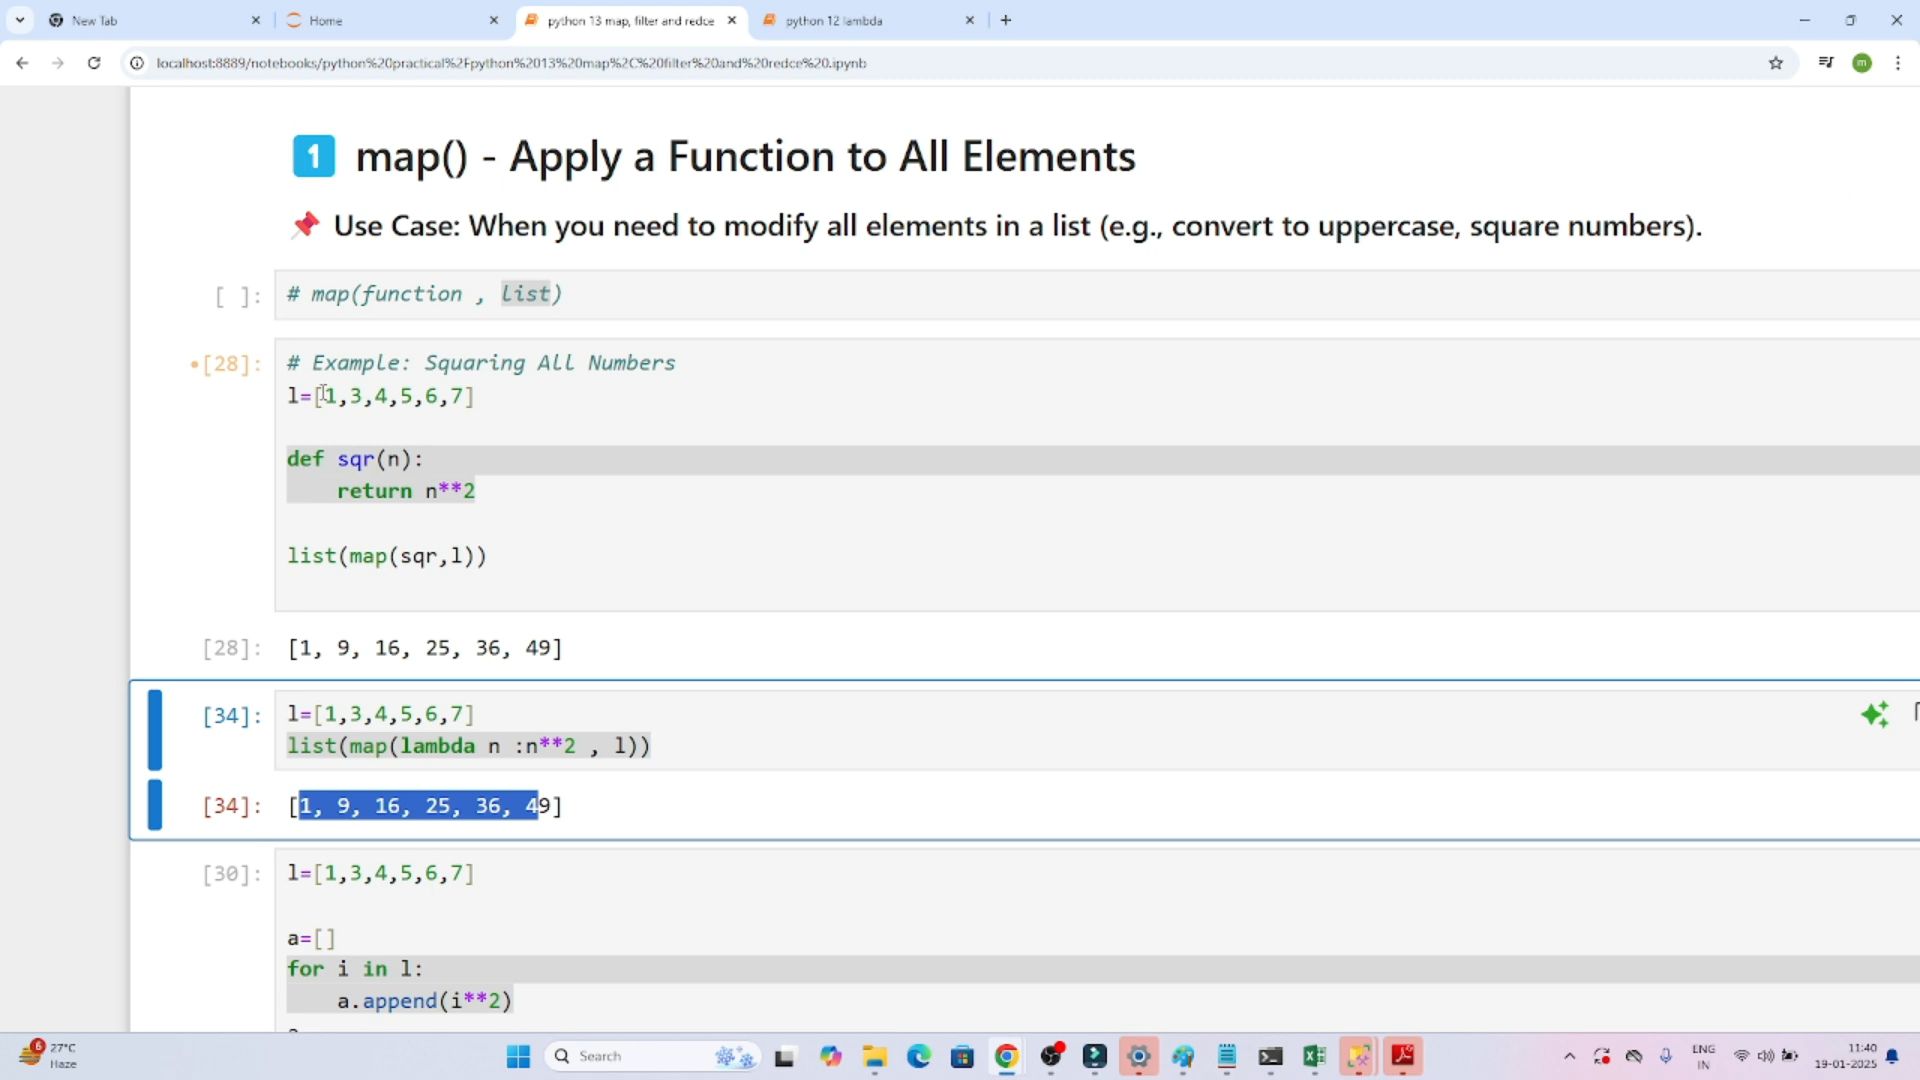 New Tab
Home
python 13 map, filter and redce
python 12 lambda
localhost:8889/notebooks/python%20practical%2Fpython%2013%20map%2C%20filter%20and%20redce%20.ipynb
1 map() - Apply a Function to All Elements
Use Case: When you need to modify all elements in a list (e.g., convert to uppercase, square numbers).
[ ]: # map(function , list)
[28]: # Example: Squaring All Numbers
l=[1,3,4,5,6,7]
def sqr(n):
return n**2
list(map(sqr,l))
[28]: [1, 9, 16, 25, 36, 49]
[34]: l=[1,3,4,5,6,7]
list(map(lambda n :n**2 , l))
[34]: [1, 9, 16, 25, 36, 49]
[30]: l=[1,3,4,5,6,7]
a=[]
for i in l:
a.append(i**2)
6
27°C
Haze
Search
ENG
IN
11:40
19-01-2025
m